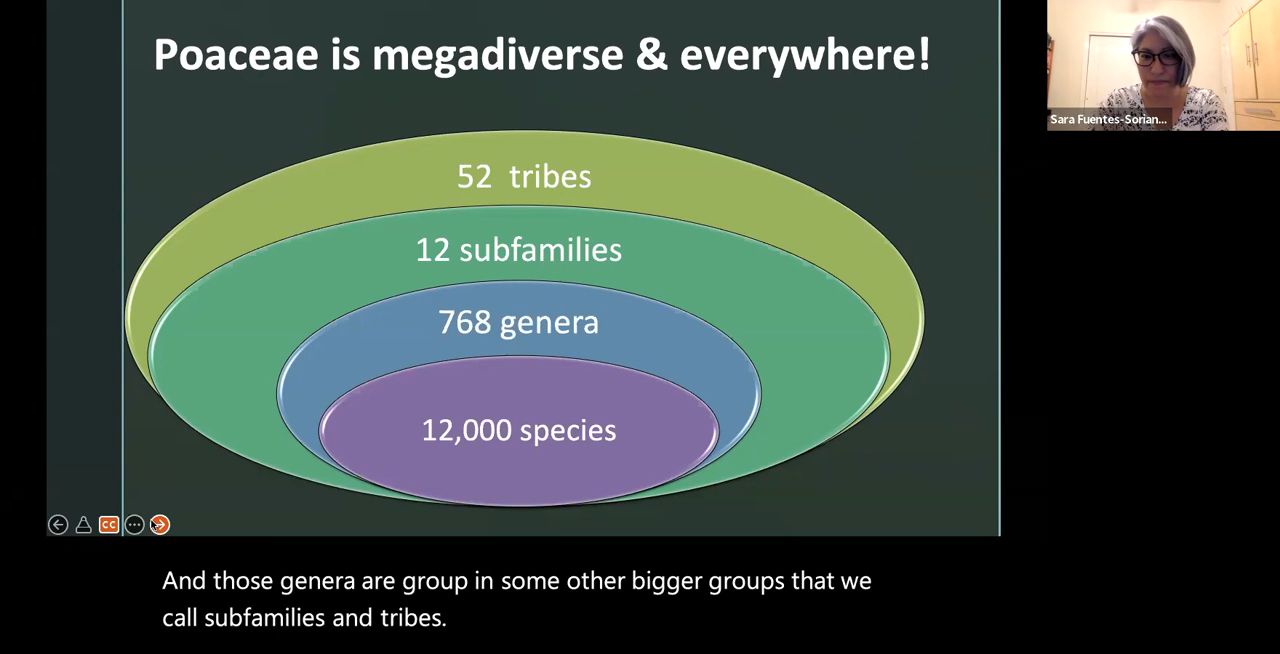 Poaceae is megadiverse & everywhere!
52 tribes
12 subfamilies
768 genera
12,000 species
Sara Fuentes-Sorian...
CC
And those genera are group in some other bigger groups that we
call subfamilies and tribes.